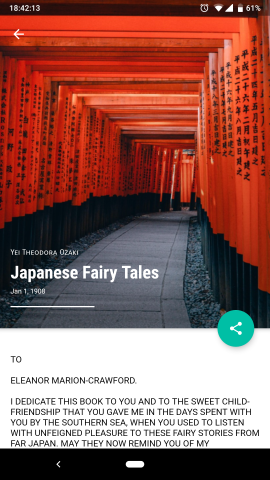 18:42:13
61%
YEI THEODORA OZAKI
Japanese Fairy Tales
Jan 1, 1908
TO
ELEANOR MARION-CRAWFORD.
I DEDICATE THIS BOOK TO YOU AND TO THE SWEET CHILD-
FRIENDSHIP THAT YOU GAVE ME IN THE DAYS SPENT WITH
YOU BY THE SOUTHERN SEA, WHEN YOU USED TO LISTEN
WITH UNFEIGNED PLEASURE TO THESE FAIRY STORIES FROM
FAR JAPAN. MAY THEY NOW REMIND YOU OF MY